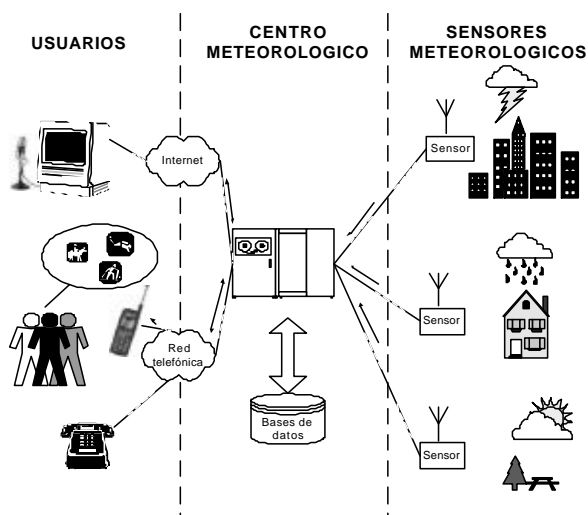 USUARIOS
CENTRO
METEOROLOGICO
SENSORES
METEOROLOGICOS
Internet
Sensor
Red
telefónica
Sensor
Bases de
datos
Sensor